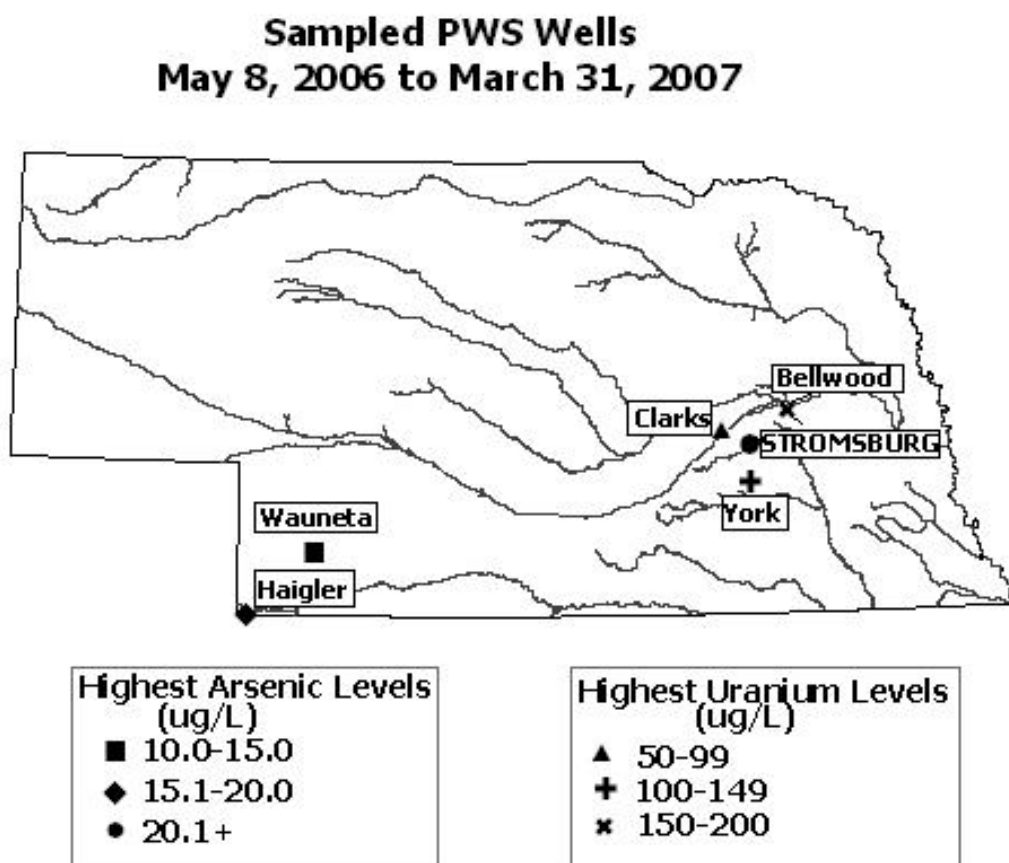 Sampled PWS Wells
May 8, 2006 to March 31, 2007
Bellwood
Clarks
STROMSBURG
York
Wauneta
Haigler
Highest Arsenic Levels
(ug/L)
10.0-15.0
15.1-20.0
20.1+
Highest Uranium Levels
(ug/L)
50-99
100-149
150-200